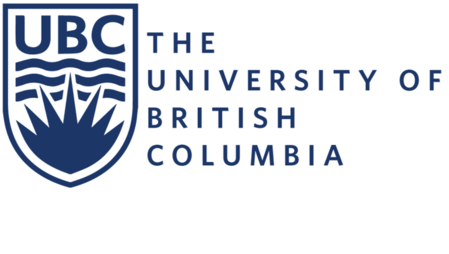 UBC
THE
UNIVERSITY OF
BRITISH
COLUMBIA